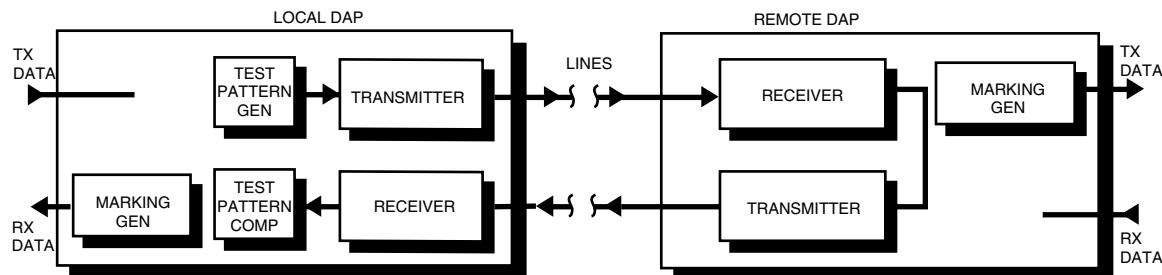 LOCAL DAP
REMOTE DAP
TX
DATA
TEST
PATTERN
GEN
TRANSMITTER
LINES
RECEIVER
MARKING
GEN
TX
DATA
RX
DATA
MARKING
GEN
TEST
PATTERN
COMP
RECEIVER
TRANSMITTER
RX
DATA